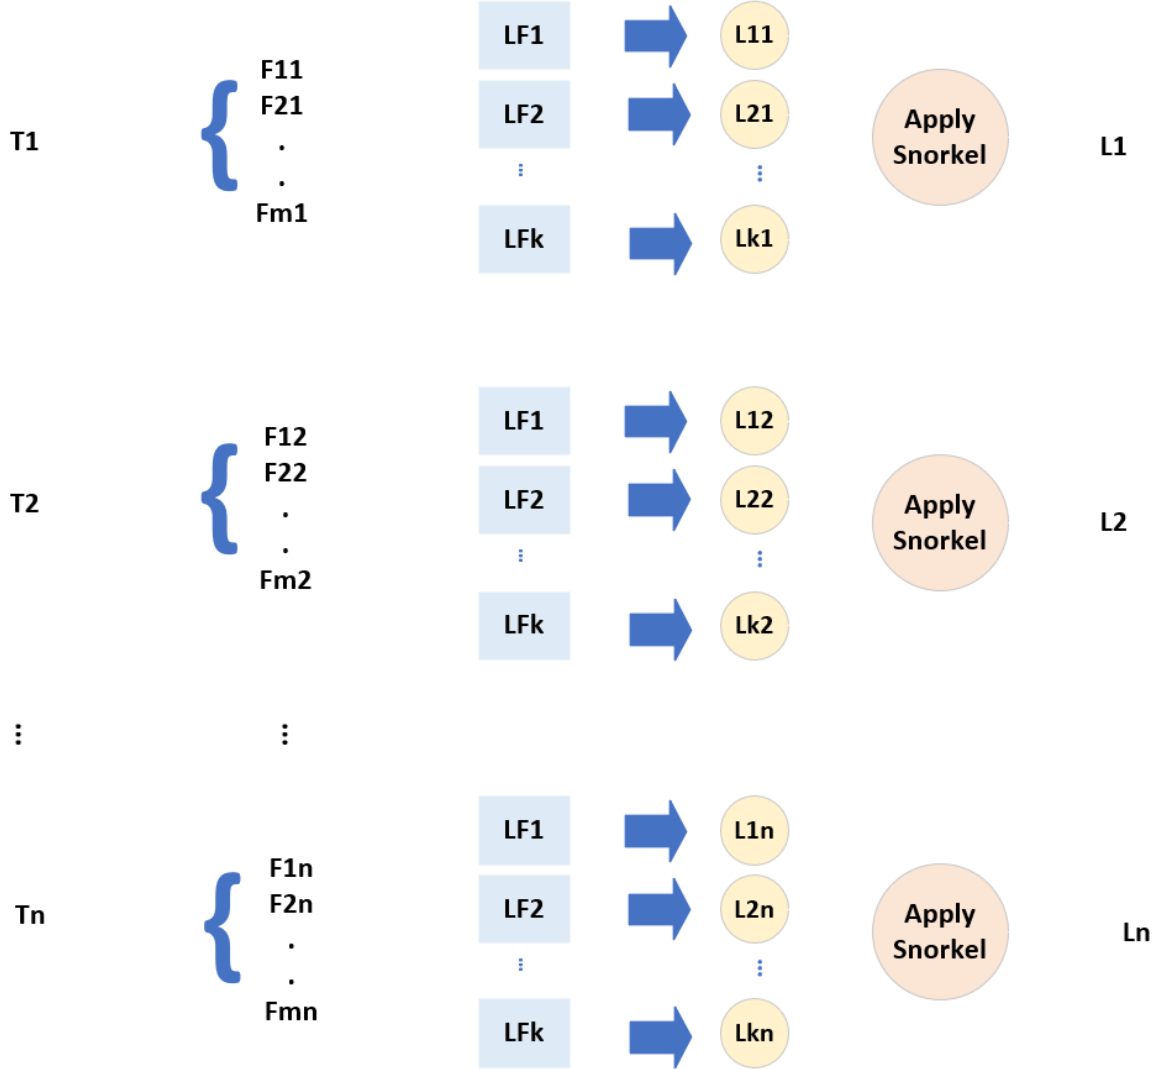 T1
F11
F21
.
.
Fm1
LF1
LF2
⋮
LFk
L11
L21
⋮
Lk1
Apply
Snorkel
L1
T2
F12
F22
.
.
Fm2
LF1
LF2
⋮
LFk
L12
L22
⋮
Lk2
Apply
Snorkel
L2
⋮
⋮
Tn
F1n
F2n
.
.
Fmn
LF1
LF2
⋮
LFk
L1n
L2n
⋮
Lkn
Apply
Snorkel
Ln